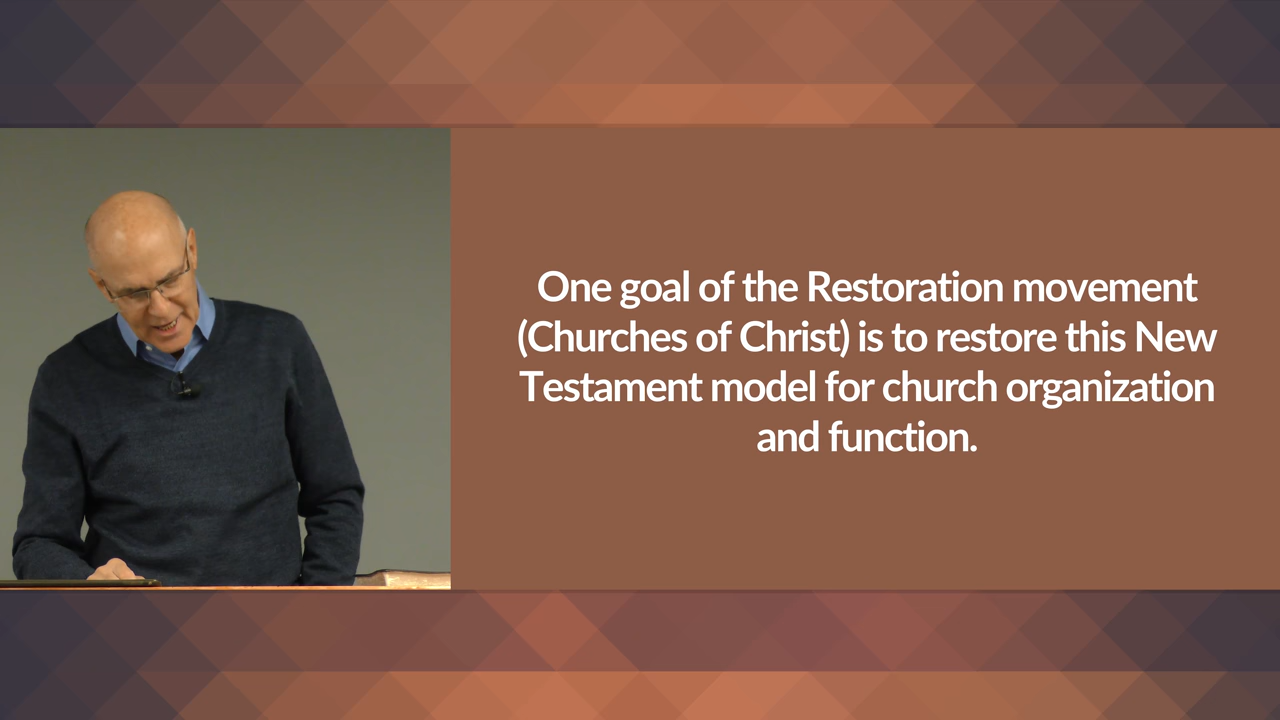 One goal of the Restoration movement
(Churches of Christ) is to restore this New
Testament model for church organization
and function.